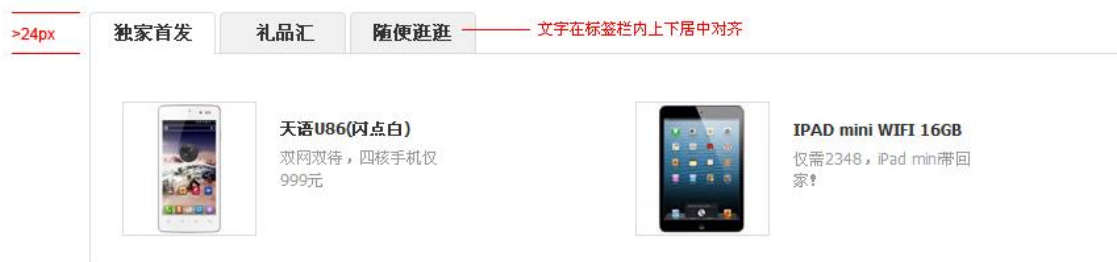 >24px
独家首发 礼品汇 随便逛逛 文字在标签栏内上下居中对齐
天语U86(闪点白)
双网双待,四核手机仅
999元
IPAD mini WIFI 16GB
仅需2348,iPad min带回
家!